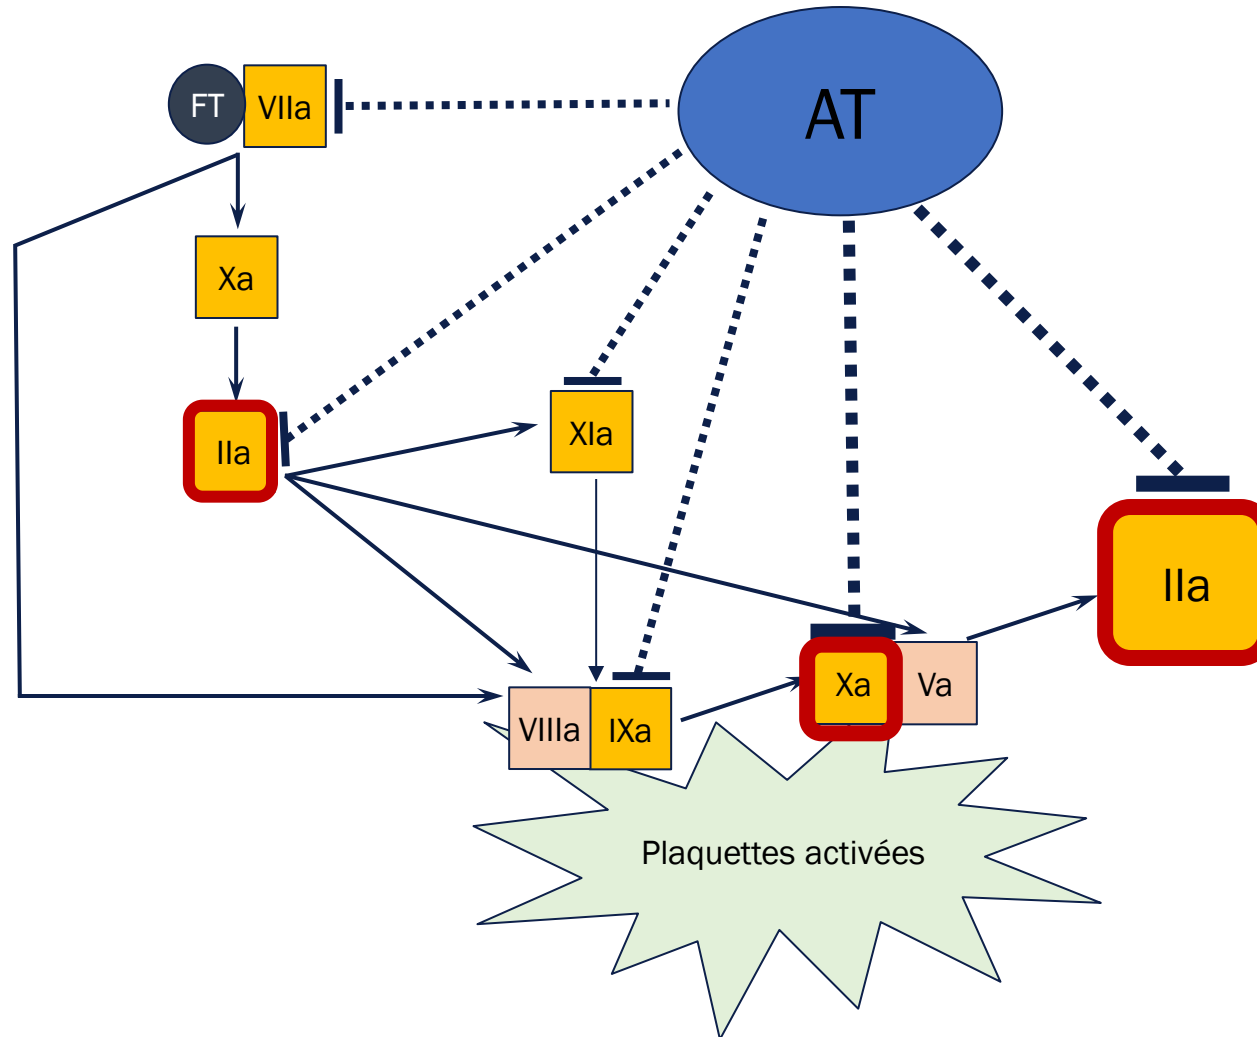 AT
FT
VIIa
Xa
IIa
XIa
IIa
VIIIa
IXa
Xa
Va
Plaquettes activées